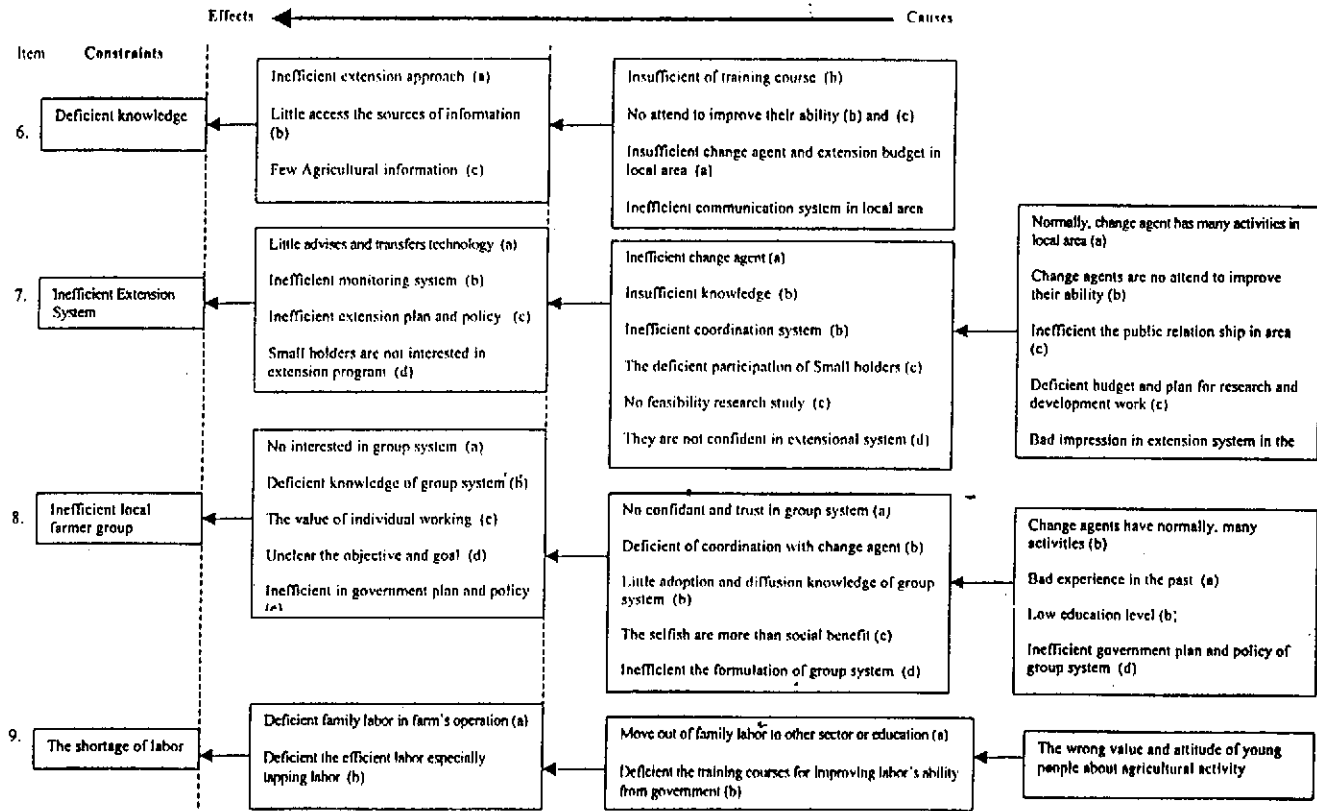 Effects Causes
Item Constraints
6.
Deficient knowledge
Inefficient extension approach (a)
Little access the sources of information
(b)
Few Agricultural information (c)
Insufficient of training course (b)
No attend to improve their ability (b) and (c)
Insufficient change agent and extension budget in
local area (a)
Inefficient communication system in local area
7.
Inefficient Extension
System
Little advises and transfers technology (a)
Inefficient monitoring system (b)
Inefficient extension plan and policy (c)
Small holders are not interested in
extension program (d)
Inefficient change agent (a)
Insufficient knowledge (b)
Inefficient coordination system (b)
The deficient participation of Small holders (c)
No feasibility research study (c)
They are not confident in extensional system (d)
Normally, change agent has many activities in
local area (a)
Change agents are no attend to improve
their ability (b)
Inefficient the public relation ship in area
(c)
Deficient budget and plan for research and
development work (c)
Bad impression in extension system in the
8.
Inefficient local
farmer group
No interested in group system (a)
Deficient knowledge of group system (b)
The value of individual working (c)
Unclear the objective and goal (d)
Inefficient in government plan and policy
(e)
No confidant and trust in group system (a)
Deficient of coordination with change agent (b)
Little adoption and diffusion knowledge of group
system (b)
The selfish are more than social benefit (c)
Inefficient the formulation of group system (d)
Change agents have normally, many
activities (b)
Bad experience in the past (a)
Low education level (b;
Inefficient government plan and policy of
group system (d)
9.
The shortage of labor
Deficient family labor in farm's operation (a)
Deficient the efficient labor especially
tapping labor (b)
Move out of family labor to other sector or education (a)
Deficient the training courses for improving labor's ability
from government (b)
The wrong value and attitude of young
people about agricultural activity